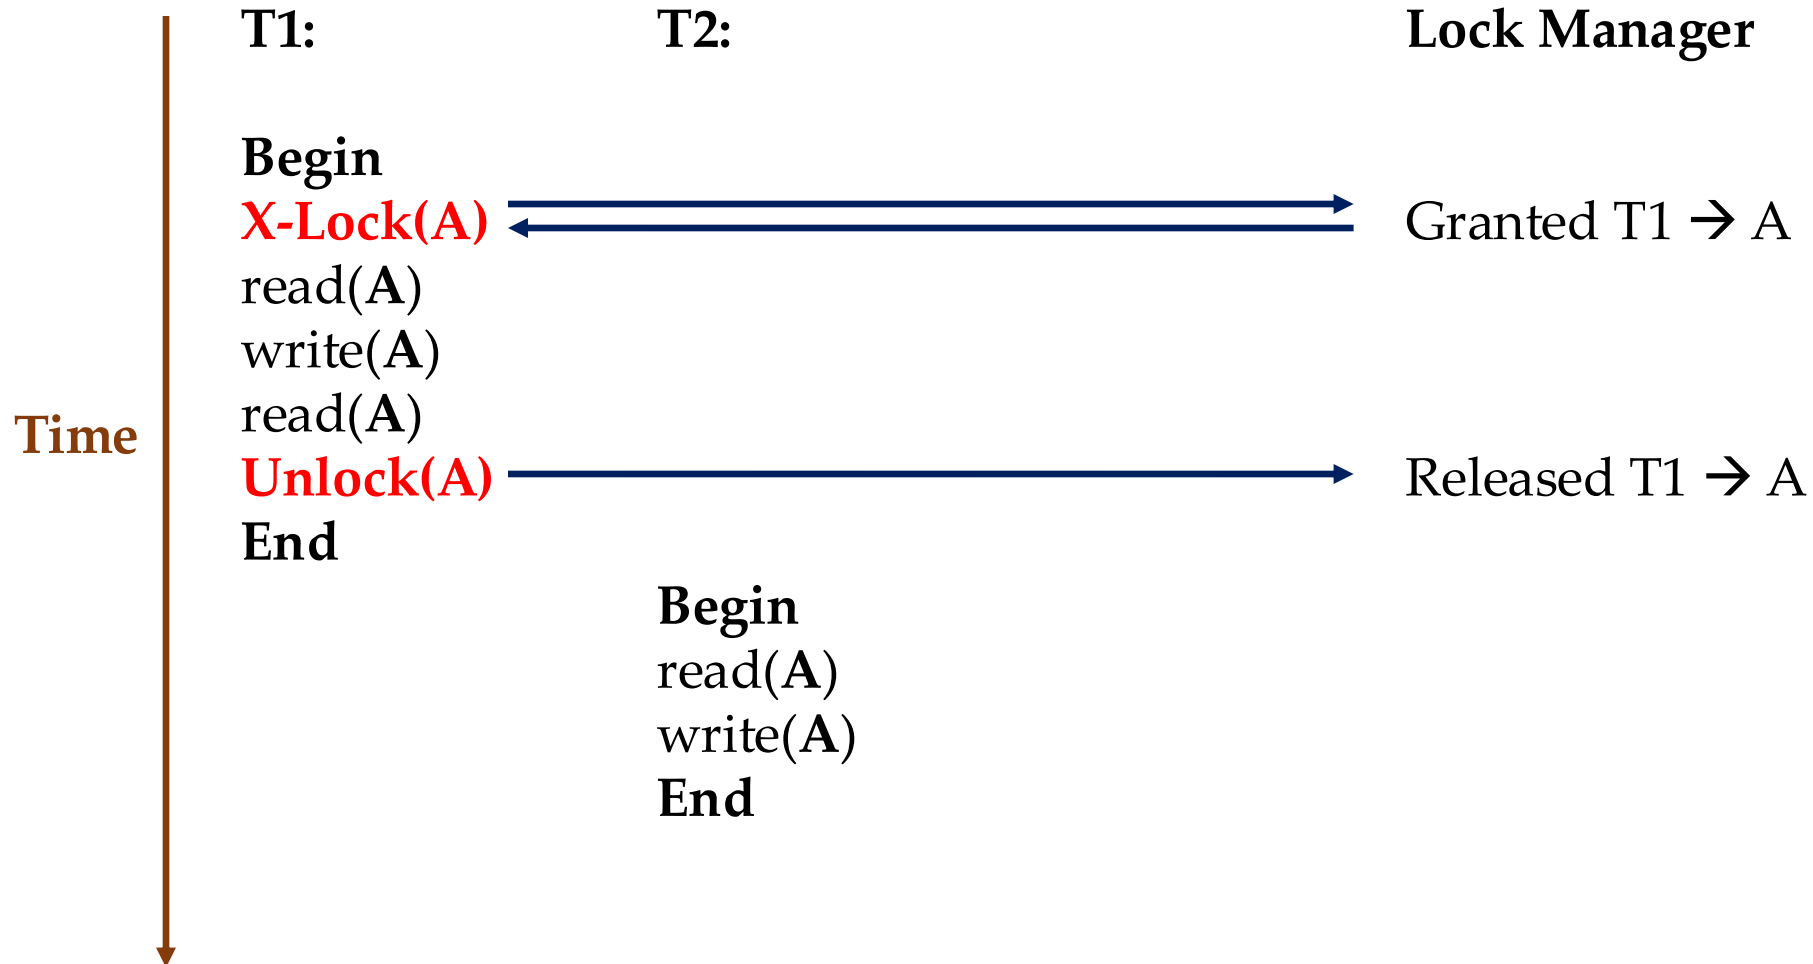 T1: T2: Lock Manager
Begin
X-Lock(A) Granted T1 → A
read(A)
write(A)
read(A)
Time
Unlock(A) Released T1 → A
End
Begin
read(A)
write(A)
End